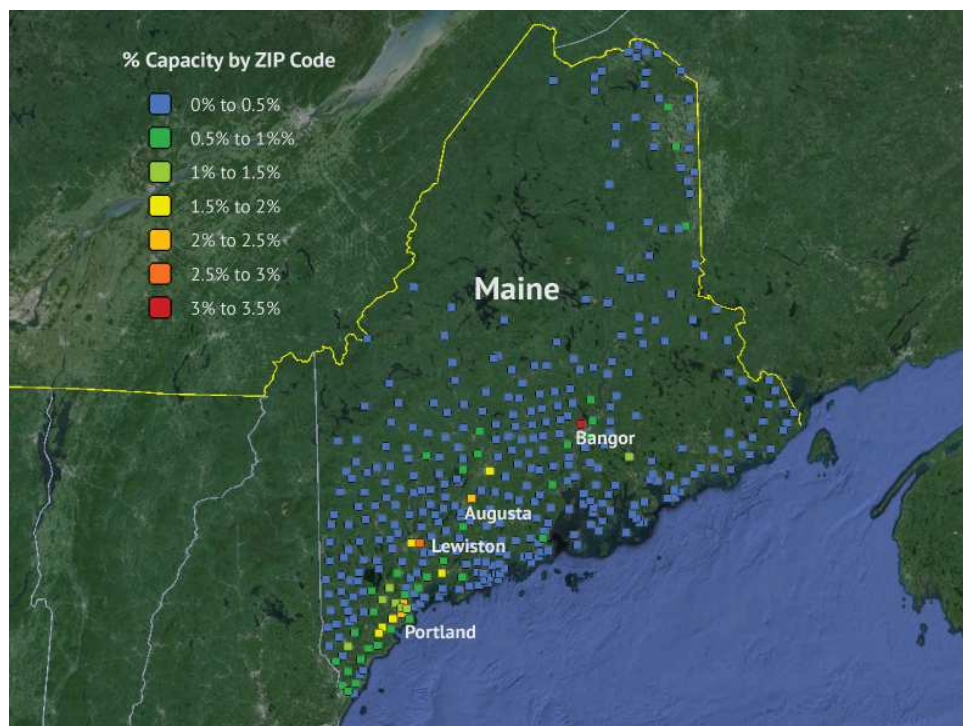 % Capacity by ZIP Code
0% to 0.5%
0.5% to 1%%
1% to 1.5%
1.5% to 2%
2% to 2.5%
2.5% to 3%
3% to 3.5%
Maine
Bangor
Augusta
Lewiston
Portland